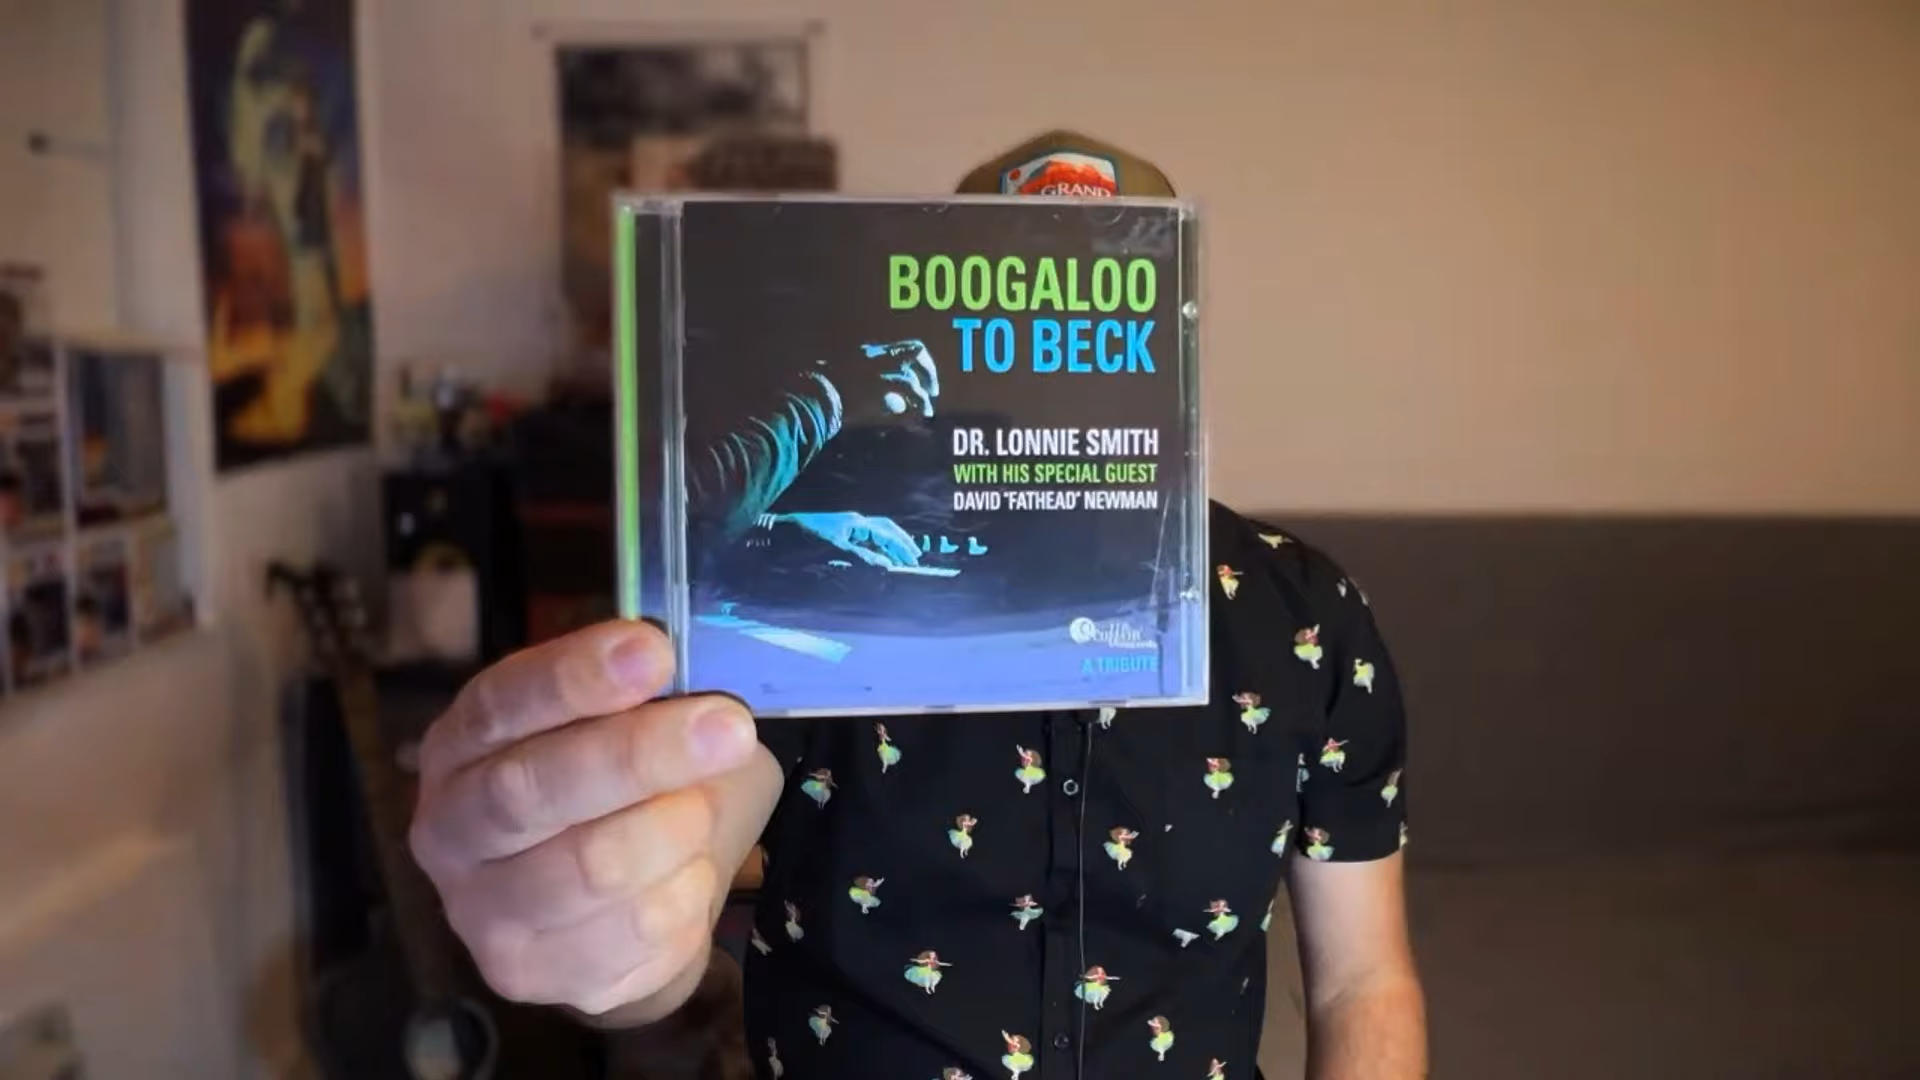 GRAND
BOOGALOO
TO BECK
DR. LONNIE SMITH
WITH HIS SPECIAL GUEST
DAVID "FATHEAD" NEWMAN
A TRIBUTE